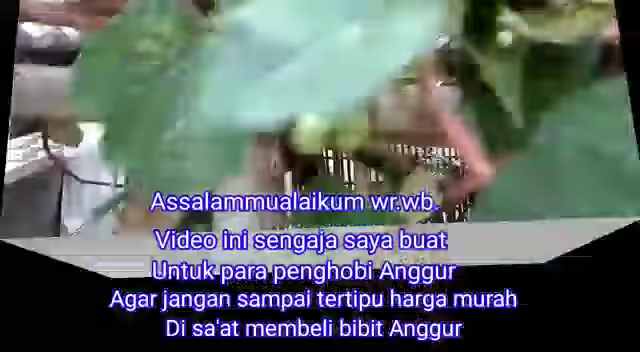 Assalammualaikum wr.wb.
Video ini sengaja saya buat
Untuk para penghobi Anggur
Agar jangan sampai tertipu harga murah
Di sa'at membeli bibit Anggur